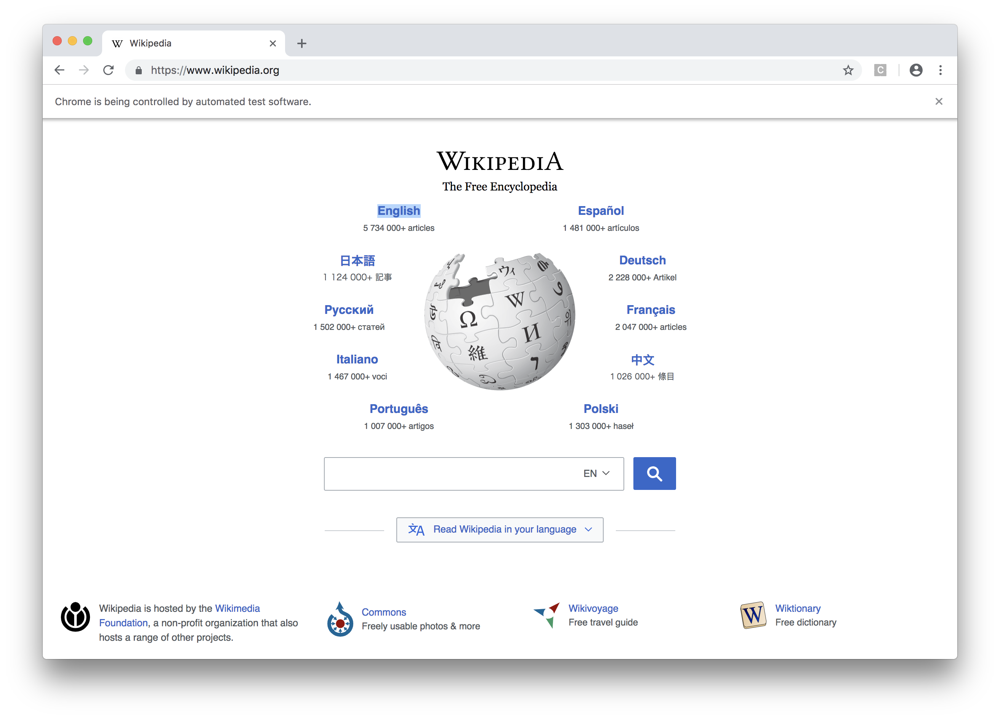 Wikipedia
https://www.wikipedia.org
C
Chrome is being controlled by automated test software.
WIKIPEDIA
The Free Encyclopedia
English
5 734 000+ articles
Español
1 481 000+ artículos
日本語
1 124 000+ 記事
Deutsch
2 228 000+ Artikel
Русский
1 502 000+ статей
Français
2 047 000+ articles
Italiano
1 467 000+ voci
中文
1 026 000+ 條目
Português
1 007 000+ artigos
Polski
1 303 000+ haseł
Ω
W
И
維
ウィ
EN
Read Wikipedia in your language
Wikipedia is hosted by the Wikimedia
Foundation, a non-profit organization that also
hosts a range of other projects.
Commons
Freely usable photos & more
Wikivoyage
Free travel guide
W
Wiktionary
Free dictionary